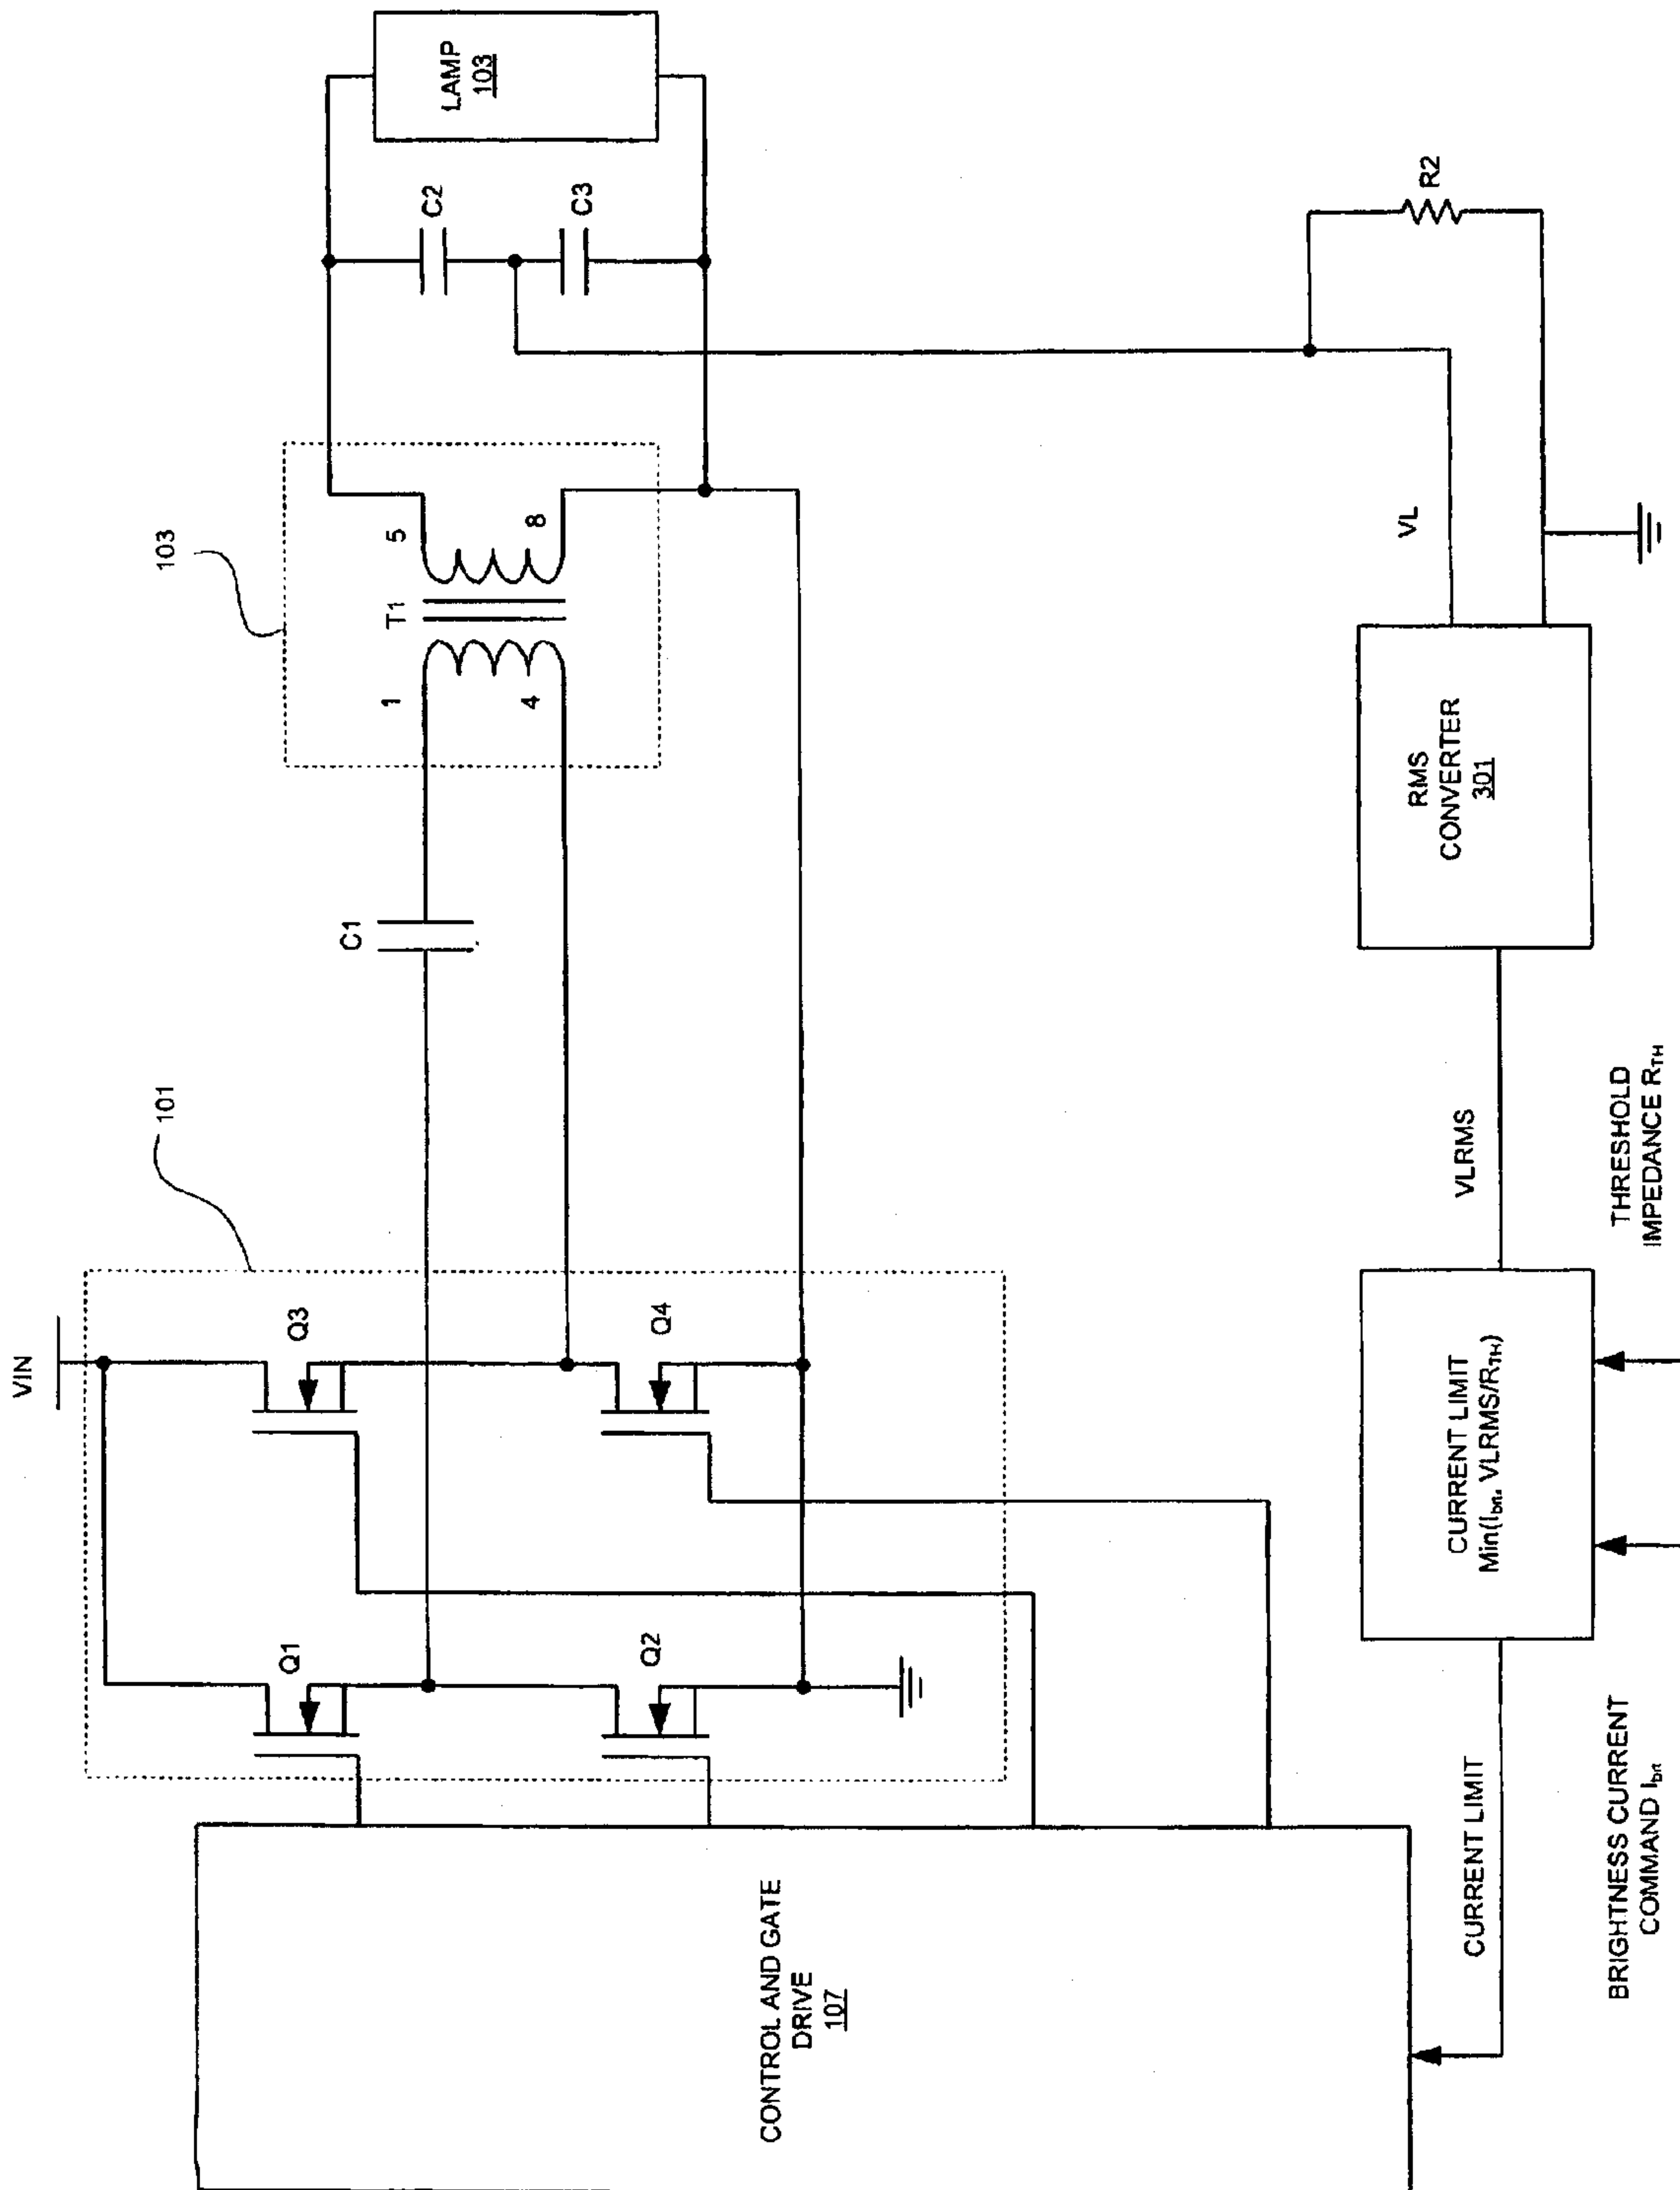 VIN
101
103
Q1
Q2
Q3
Q4
C1
T1
1
4
5
8
C2
C3
LAMP
103
CONTROL AND GATE
DRIVE
107
CURRENT LIMIT
CURRENT LIMIT
Min(Ibrt, VLRMS/RTH)
VLRMS
RMS
CONVERTER
301
VL
R2
BRIGHTNESS CURRENT
COMMAND Ibrt
THRESHOLD
IMPEDANCE RTH